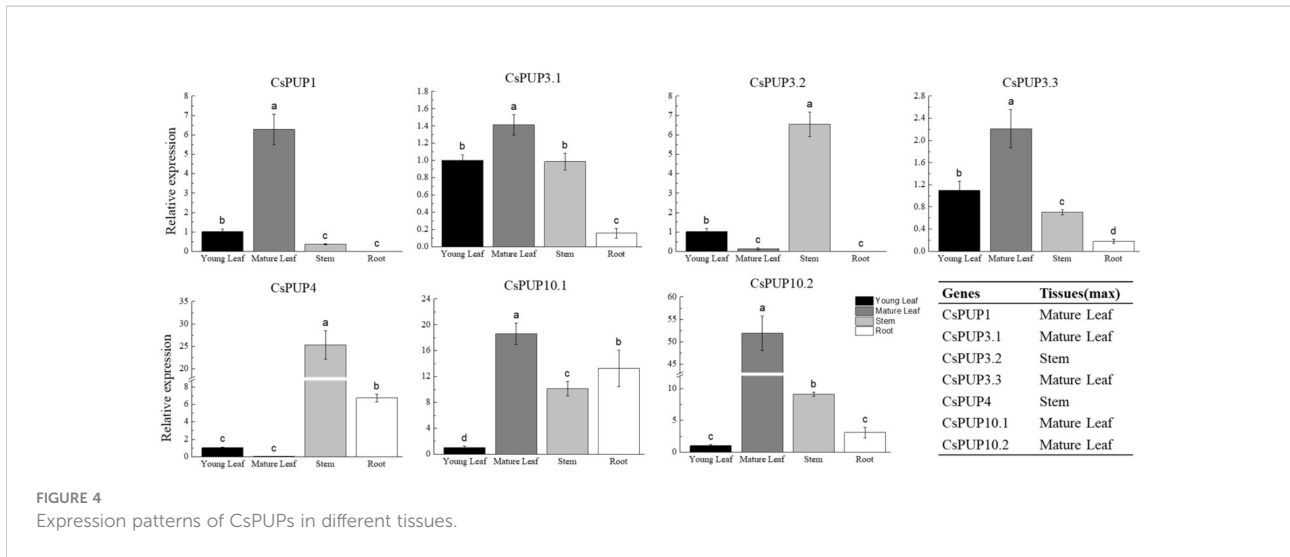 CsPUP1
CsPUP3.1
CsPUP3.2
CsPUP3.3
Relative expression
8
7
6
5
4
3
2
1
0
b
a
c
c
Young Leaf Mature Leaf Stem Root
1.8
1.6
1.4
1.2
1.0
0.8
0.6
0.4
0.2
0.0
b
a
b
c
Young Leaf Mature Leaf Stem Root
8
7
6
5
4
3
2
1
0
b
c
a
c
Young Leaf Mature Leaf Stem Root
2.8
2.4
2.0
1.6
1.2
0.8
0.4
0.0
b
a
c
d
Young Leaf Mature Leaf Stem Root
CsPUP4
CsPUP10.1
CsPUP10.2
Relative expression
35
30
25
20
8
6
4
2
0
c
c
a
b
Young Leaf Mature Leaf Stem Root
24
20
16
12
8
4
0
d
a
c
b
Young Leaf Mature Leaf Stem Root
60
55
50
45
10
5
0
c
a
b
c
Young Leaf Mature Leaf Stem Root
Young Leaf
Mature Leaf
Stem
Root
Genes Tissues(max)
CsPUP1 Mature Leaf
CsPUP3.1 Mature Leaf
CsPUP3.2 Stem
CsPUP3.3 Mature Leaf
CsPUP4 Stem
CsPUP10.1 Mature Leaf
CsPUP10.2 Mature Leaf
FIGURE 4
Expression patterns of CsPUPs in different tissues.